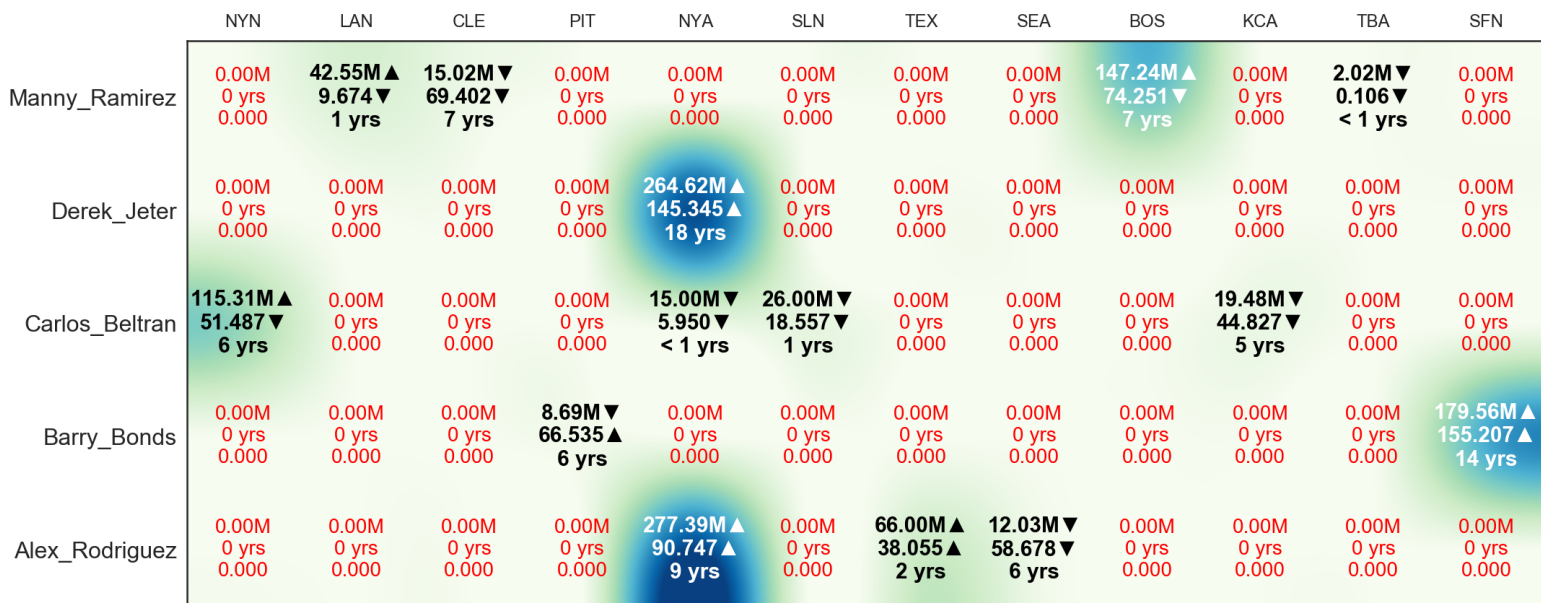 NYN LAN CLE PIT NYA SLN TEX SEA BOS KCA TBA SFN
Manny_Ramirez
0.00M 42.55M▲ 15.02M▼ 0.00M 0.00M 0.00M 0.00M 0.00M 147.24M▲ 0.00M 2.02M▼ 0.00M
0 yrs 9.674▼ 69.402▼ 0 yrs 0 yrs 0 yrs 0 yrs 0 yrs 74.251▼ 0 yrs 0.106▼ 0 yrs
0.000 1 yrs 7 yrs 0.000 0.000 0.000 0.000 0.000 7 yrs 0.000 < 1 yrs 0.000
Derek_Jeter
0.00M 0.00M 0.00M 0.00M 264.62M▲ 0.00M 0.00M 0.00M 0.00M 0.00M 0.00M 0.00M
0 yrs 0 yrs 0 yrs 0 yrs 145.345▲ 0 yrs 0 yrs 0 yrs 0 yrs 0 yrs 0 yrs 0 yrs
0.000 0.000 0.000 0.000 18 yrs 0.000 0.000 0.000 0.000 0.000 0.000 0.000
Carlos_Beltran
115.31M▲ 0.00M 0.00M 0.00M 15.00M▼ 26.00M▼ 0.00M 0.00M 0.00M 19.48M▼ 0.00M 0.00M
51.487▼ 0 yrs 0 yrs 0 yrs 5.950▼ 18.557▼ 0 yrs 0 yrs 0 yrs 44.827▼ 0 yrs 0 yrs
6 yrs 0.000 0.000 0.000 < 1 yrs 1 yrs 0.000 0.000 0.000 5 yrs 0.000 0.000
Barry_Bonds
0.00M 0.00M 0.00M 8.69M▼ 0.00M 0.00M 0.00M 0.00M 0.00M 0.00M 0.00M 179.56M▲
0 yrs 0 yrs 0 yrs 66.535▲ 0 yrs 0 yrs 0 yrs 0 yrs 0 yrs 0 yrs 0 yrs 155.207▲
0.000 0.000 0.000 6 yrs 0.000 0.000 0.000 0.000 0.000 0.000 0.000 14 yrs
Alex_Rodriguez
0.00M 0.00M 0.00M 0.00M 277.39M▲ 0.00M 66.00M▲ 12.03M▼ 0.00M 0.00M 0.00M 0.00M
0 yrs 0 yrs 0 yrs 0 yrs 90.747▲ 0 yrs 38.055▲ 58.678▼ 0 yrs 0 yrs 0 yrs 0 yrs
0.000 0.000 0.000 0.000 9 yrs 0.000 2 yrs 6 yrs 0.000 0.000 0.000 0.000